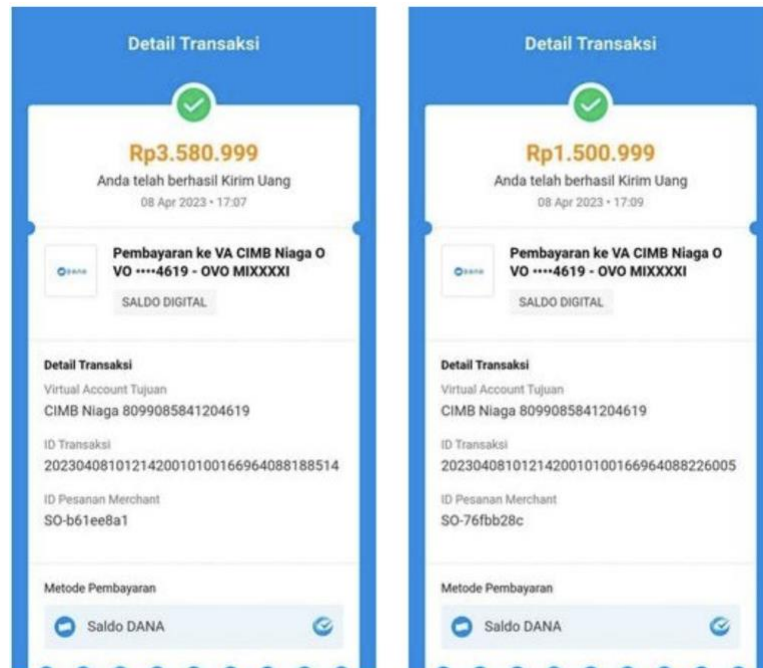 Detail Transaksi
Rp3.580.999
Anda telah berhasil Kirim Uang
08 Apr 2023 • 17:07
DANA
Pembayaran ke VA CIMB Niaga O
VO ••••4619 - OVO MIXXXXI
SALDO DIGITAL
Detail Transaksi
Virtual Account Tujuan
CIMB Niaga 8099085841204619
ID Transaksi
20230408101214200101001669640881885​14
ID Pesanan Merchant
SO-b61ee8a1
Metode Pembayaran
Saldo DANA
Detail Transaksi
Rp1.500.999
Anda telah berhasil Kirim Uang
08 Apr 2023 • 17:09
DANA
Pembayaran ke VA CIMB Niaga O
VO ••••4619 - OVO MIXXXXI
SALDO DIGITAL
Detail Transaksi
Virtual Account Tujuan
CIMB Niaga 8099085841204619
ID Transaksi
2023040810121420010100166964088226005
ID Pesanan Merchant
SO-76fbb28c
Metode Pembayaran
Saldo DANA